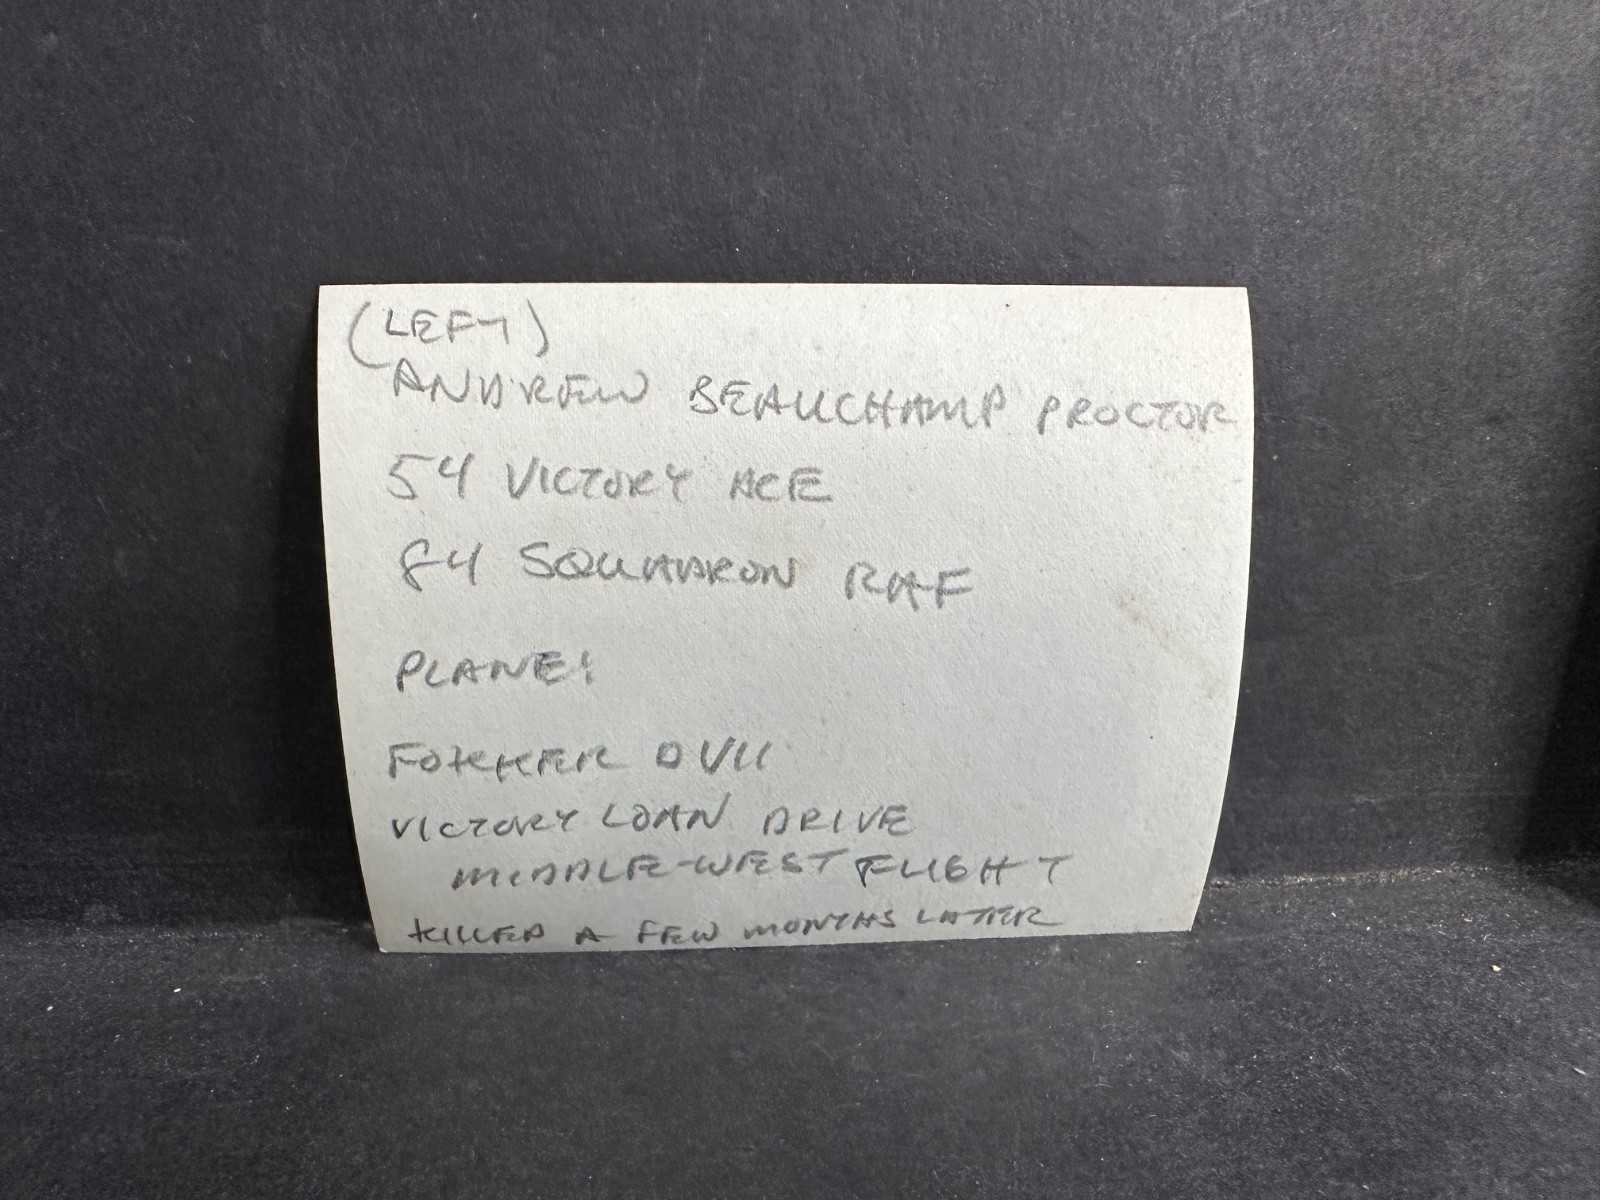 (LEFT)
ANDREW BEAUCHAMP PROCTOR
54 VICTORY ACE
84 SQUADRON RAF
PLANE:
FOKKER DVII
VICTORY LOAN DRIVE
MIDDLE-WEST FLIGHT
KILLED A FEW MONTHS LATER